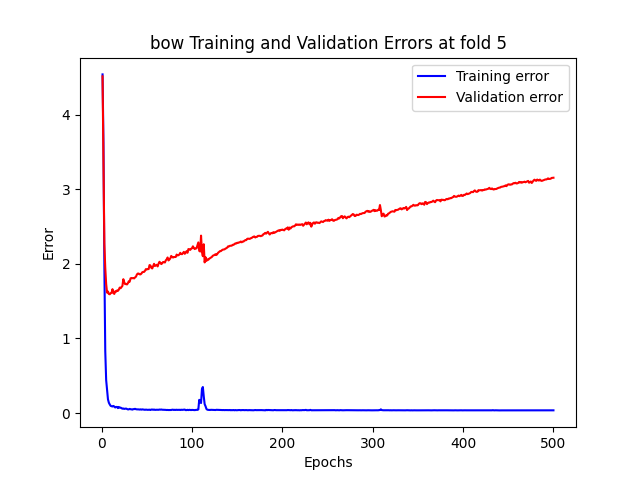 bow Training and Validation Errors at fold 5
Training error
Validation error
Error
4
3
2
1
0
0 100 200 300 400 500
Epochs